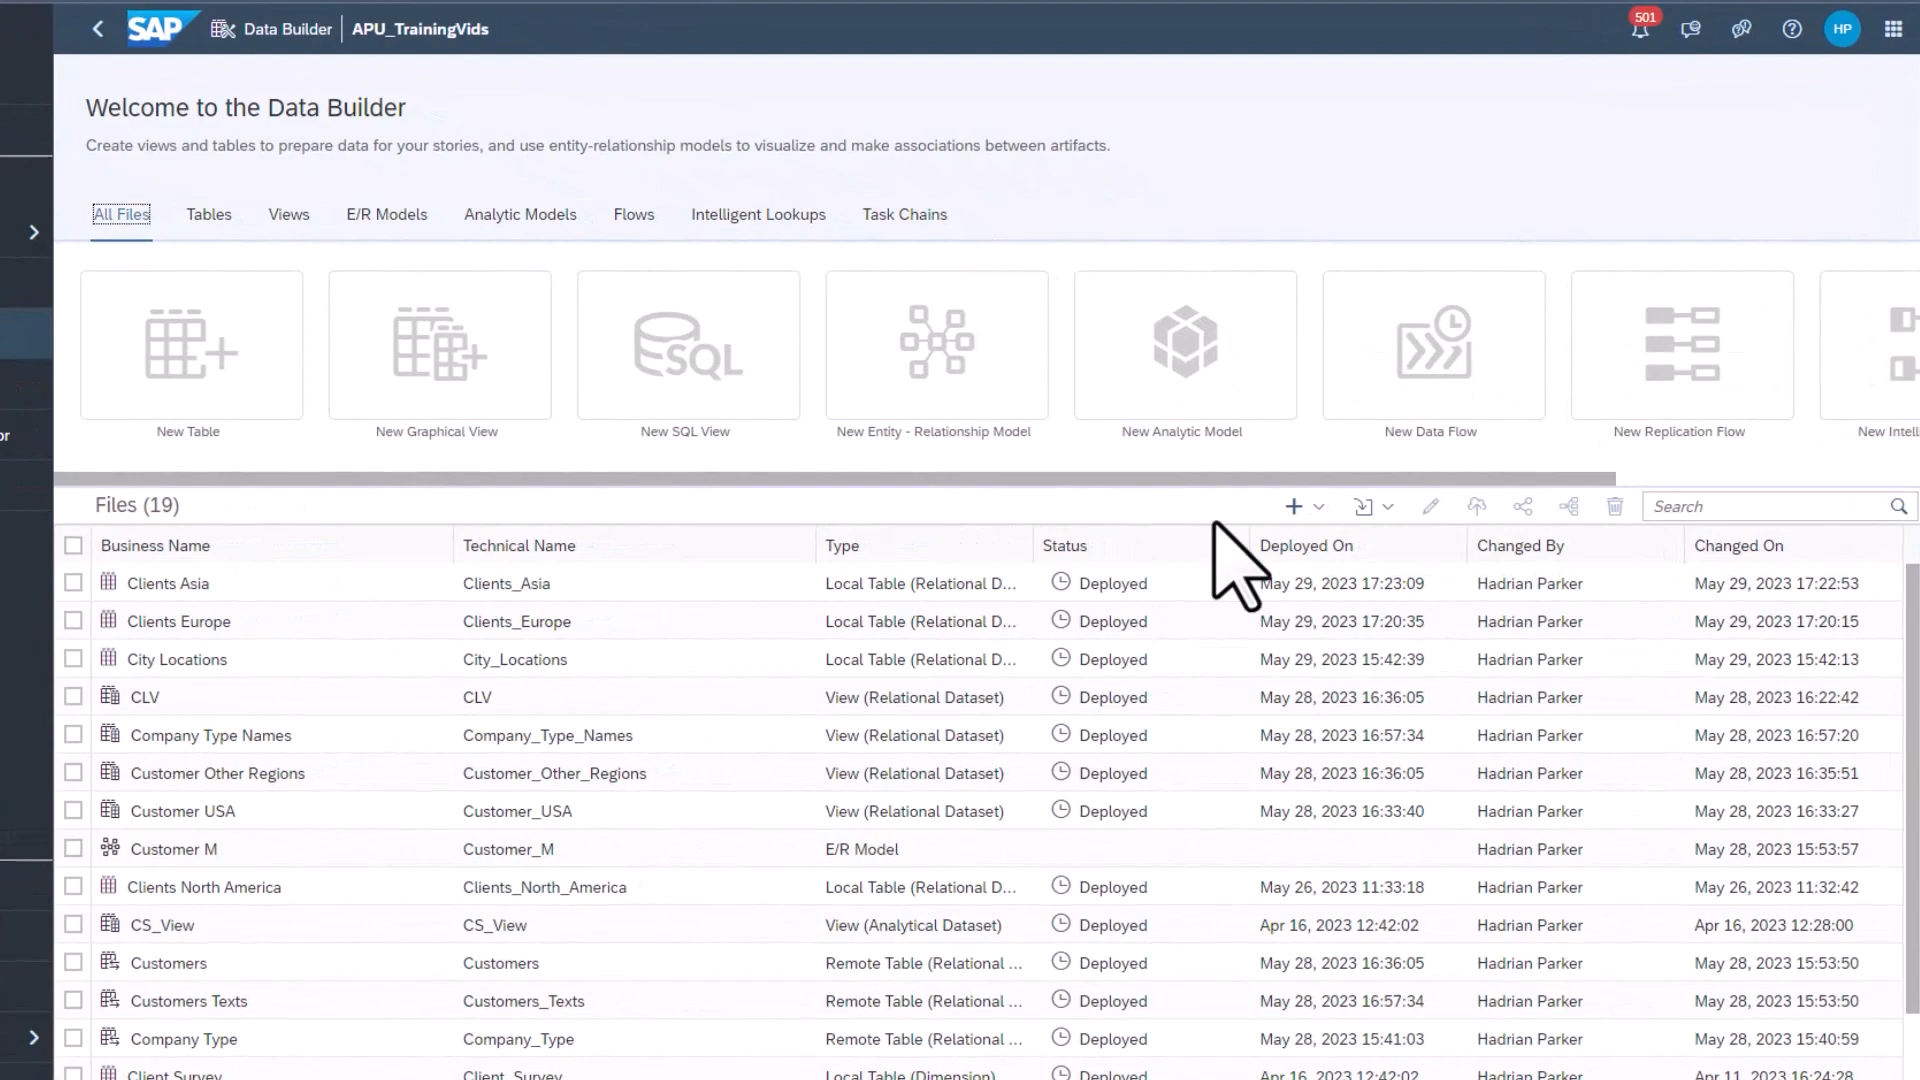 SAP Data Builder APU_TrainingVids 501 HP
Welcome to the Data Builder
Create views and tables to prepare data for your stories, and use entity-relationship models to visualize and make associations between artifacts.
All Files Tables Views E/R Models Analytic Models Flows Intelligent Lookups Task Chains
SQL
New Table New Graphical View New SQL View New Entity - Relationship Model New Analytic Model New Data Flow New Replication Flow New Intell
or
Files (19) Search
Business Name Technical Name Type Status Deployed On Changed By Changed On
Clients Asia Clients_Asia Local Table (Relational D... Deployed May 29, 2023 17:23:09 Hadrian Parker May 29, 2023 17:22:53
Clients Europe Clients_Europe Local Table (Relational D... Deployed May 29, 2023 17:20:35 Hadrian Parker May 29, 2023 17:20:15
City Locations City_Locations Local Table (Relational D... Deployed May 29, 2023 15:42:39 Hadrian Parker May 29, 2023 15:42:13
CLV CLV View (Relational Dataset) Deployed May 28, 2023 16:36:05 Hadrian Parker May 28, 2023 16:22:42
Company Type Names Company_Type_Names View (Relational Dataset) Deployed May 28, 2023 16:57:34 Hadrian Parker May 28, 2023 16:57:20
Customer Other Regions Customer_Other_Regions View (Relational Dataset) Deployed May 28, 2023 16:36:05 Hadrian Parker May 28, 2023 16:35:51
Customer USA Customer_USA View (Relational Dataset) Deployed May 28, 2023 16:33:40 Hadrian Parker May 28, 2023 16:33:27
Customer M Customer_M E/R Model Hadrian Parker May 28, 2023 15:53:57
Clients North America Clients_North_America Local Table (Relational D... Deployed May 26, 2023 11:33:18 Hadrian Parker May 26, 2023 11:32:42
CS_View CS_View View (Analytical Dataset) Deployed Apr 16, 2023 12:42:02 Hadrian Parker Apr 16, 2023 12:28:00
Customers Customers Remote Table (Relational ... Deployed May 28, 2023 16:36:05 Hadrian Parker May 28, 2023 15:53:50
Customers Texts Customers_Texts Remote Table (Relational ... Deployed May 28, 2023 16:57:34 Hadrian Parker May 28, 2023 15:53:50
Company Type Company_Type Remote Table (Relational ... Deployed May 28, 2023 15:41:03 Hadrian Parker May 28, 2023 15:40:59
Client Survey Client_Survey Local Table (Dimension) Deployed Apr 16, 2023 12:42:02 Hadrian Parker Apr 11, 2023 16:24:28